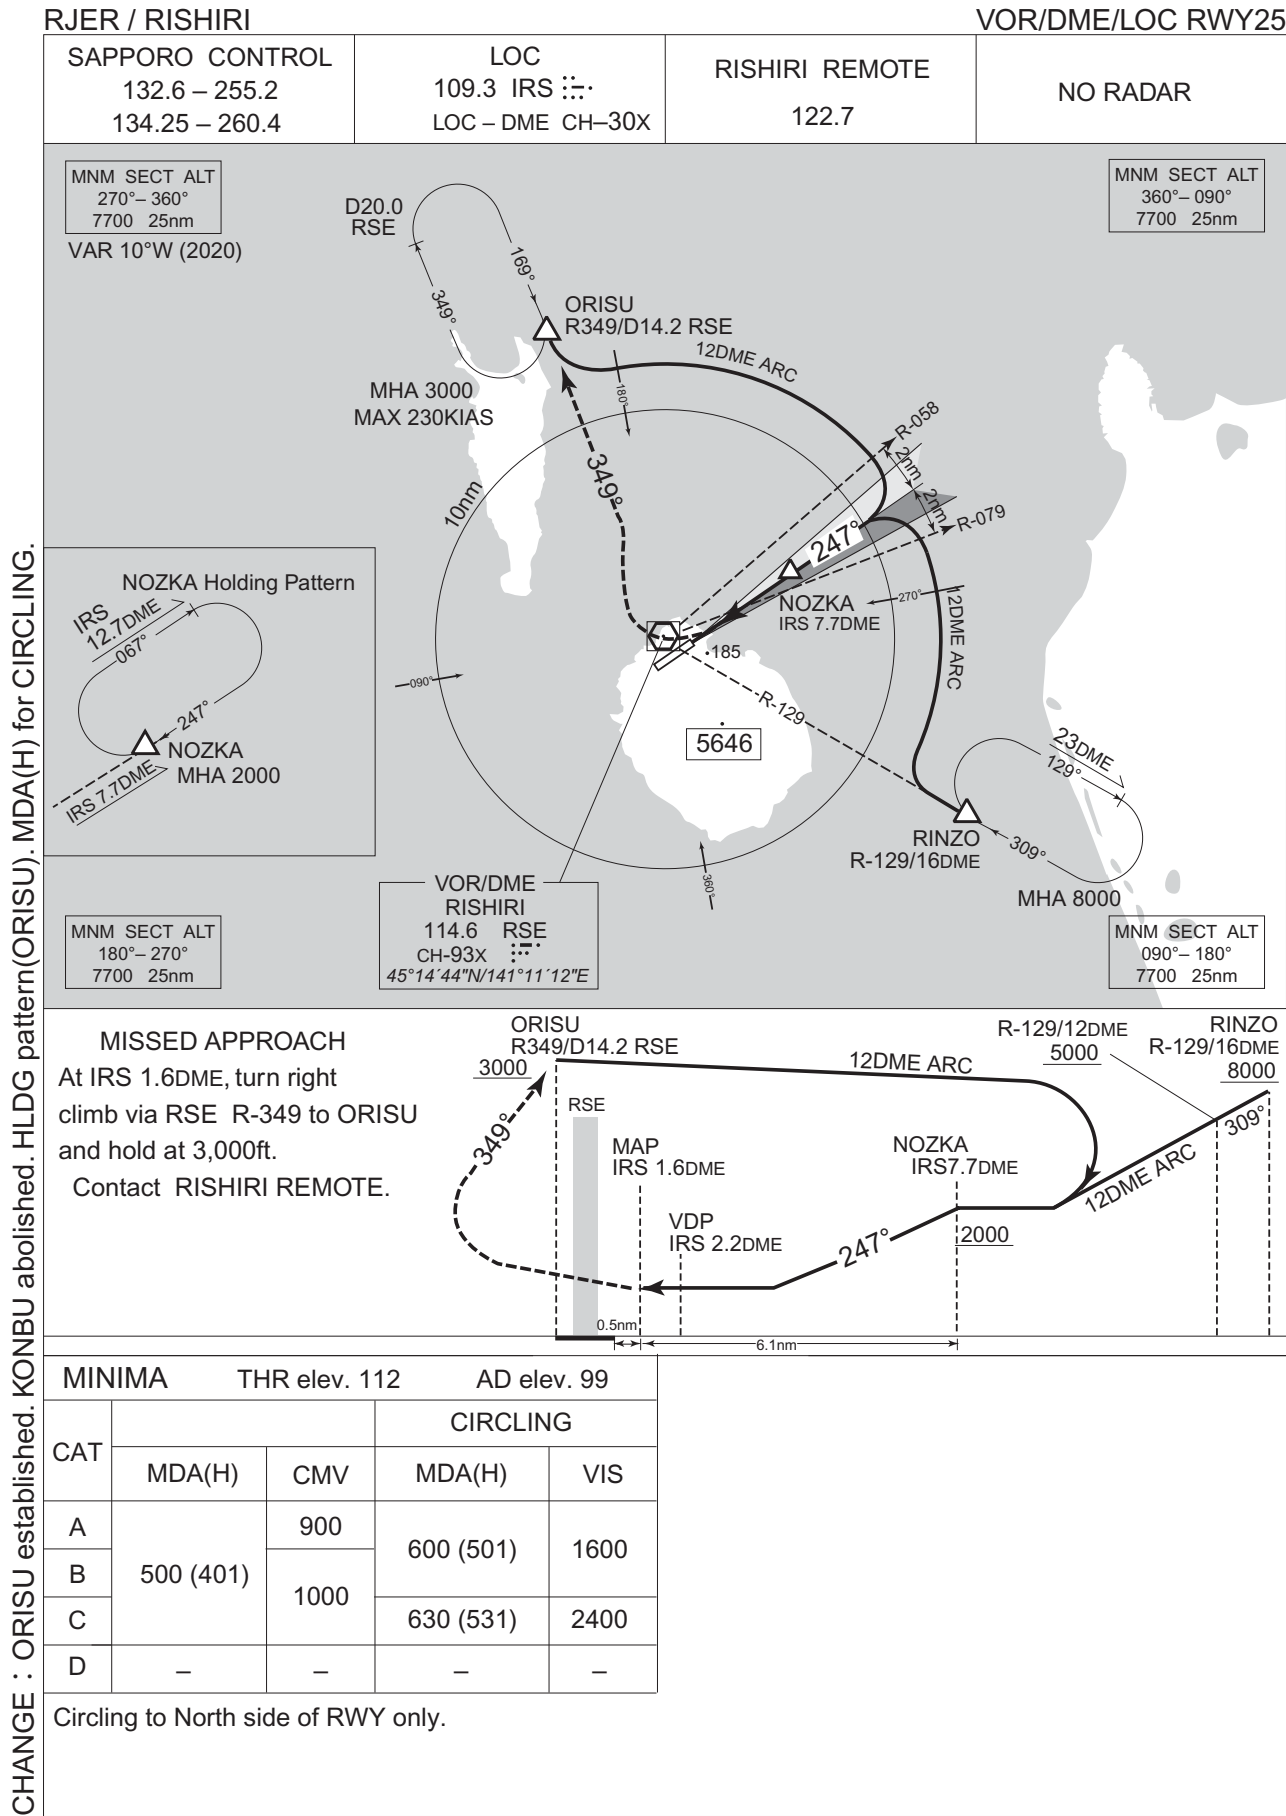 RJER / RISHIRI
VOR/DME/LOC RWY25
SAPPORO CONTROL
132.6 – 255.2
134.25 – 260.4
LOC
109.3 IRS
LOC – DME CH–30X
RISHIRI REMOTE
122.7
NO RADAR
MNM SECT ALT
270°– 360°
7700 25nm
VAR 10°W (2020)
MNM SECT ALT
360°– 090°
7700 25nm
D20.0
RSE
169°
349°
ORISU
R349/D14.2 RSE
12DME ARC
MHA 3000
MAX 230KIAS
180°
R-058
2nm
2nm
R-079
349°
10nm
247°
NOZKA
IRS 7.7DME
270°
12DME ARC
NOZKA Holding Pattern
IRS
12.7DME
067°
247°
NOZKA
MHA 2000
IRS 7.7DME
185
090°
R-129
5646
23DME
129°
RINZO
R-129/16DME
309°
MHA 8000
360°
VOR/DME
RISHIRI
114.6 RSE
CH-93X
45°14´44"N/141°11´12"E
MNM SECT ALT
180°– 270°
7700 25nm
MNM SECT ALT
090°– 180°
7700 25nm
MISSED APPROACH
At IRS 1.6DME, turn right
climb via RSE R-349 to ORISU
and hold at 3,000ft.
Contact RISHIRI REMOTE.
ORISU
R349/D14.2 RSE
3000
12DME ARC
R-129/12DME
5000
RINZO
R-129/16DME
8000
309°
12DME ARC
349°
RSE
MAP
IRS 1.6DME
NOZKA
IRS7.7DME
VDP
IRS 2.2DME
247°
2000
0.5nm
6.1nm
MINIMA THR elev. 112 AD elev. 99
CAT
CIRCLING
MDA(H) CMV MDA(H) VIS
A 900
500 (401) 600 (501) 1600
B
1000
C 630 (531) 2400
D – – – –
Circling to North side of RWY only.
CHANGE : ORISU established. KONBU abolished. HLDG pattern(ORISU). MDA(H) for CIRCLING.